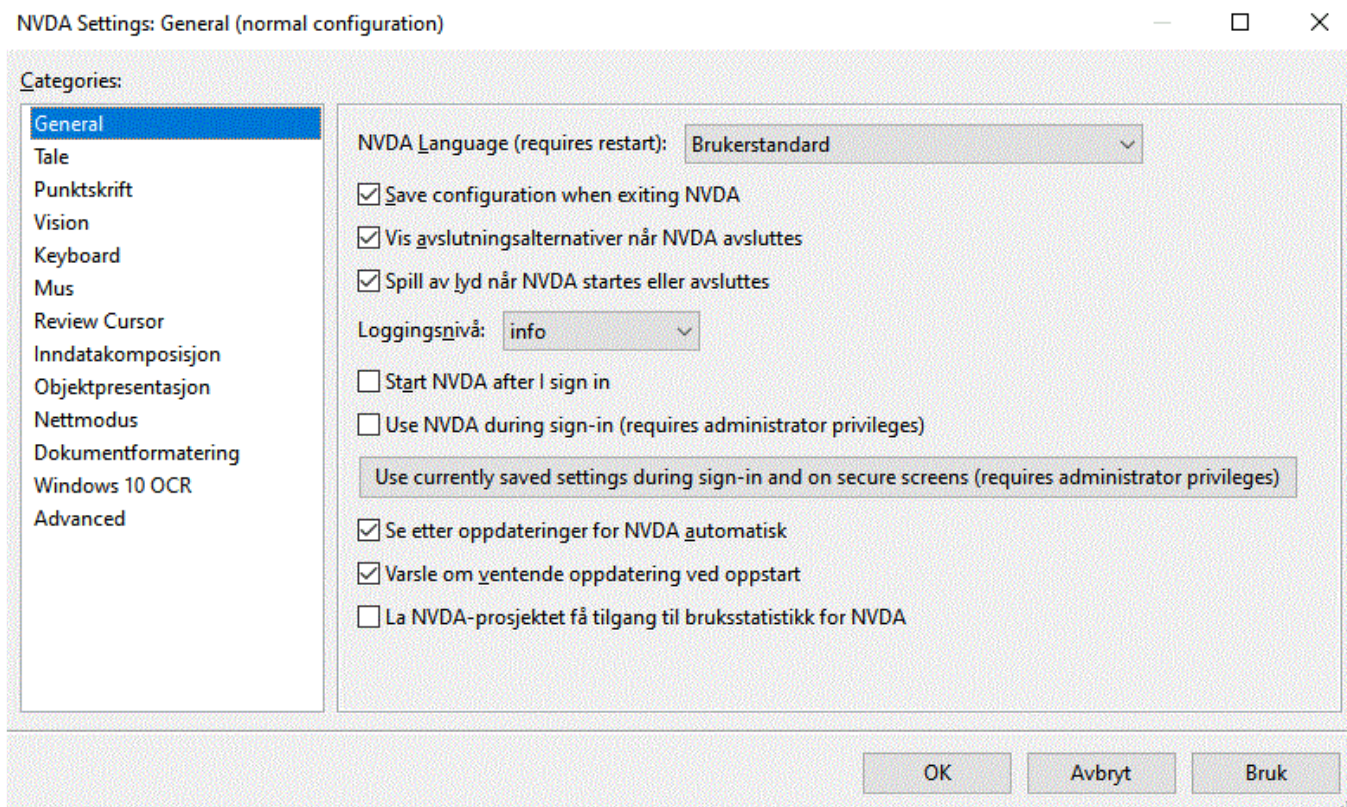 NVDA Settings: General (normal configuration)
Categories:
General
Tale
Punktskrift
Vision
Keyboard
Mus
Review Cursor
Inndatakomposisjon
Objektpresentasjon
Nettmodus
Dokumentformatering
Windows 10 OCR
Advanced
NVDA Language (requires restart): Brukerstandard
Save configuration when exiting NVDA
Vis avslutningsalternativer når NVDA avsluttes
Spill av lyd når NVDA startes eller avsluttes
Loggingsnivå: info
Start NVDA after I sign in
Use NVDA during sign-in (requires administrator privileges)
Use currently saved settings during sign-in and on secure screens (requires administrator privileges)
Se etter oppdateringer for NVDA automatisk
Varsle om ventende oppdatering ved oppstart
La NVDA-prosjektet få tilgang til bruksstatistikk for NVDA
OK Avbryt Bruk